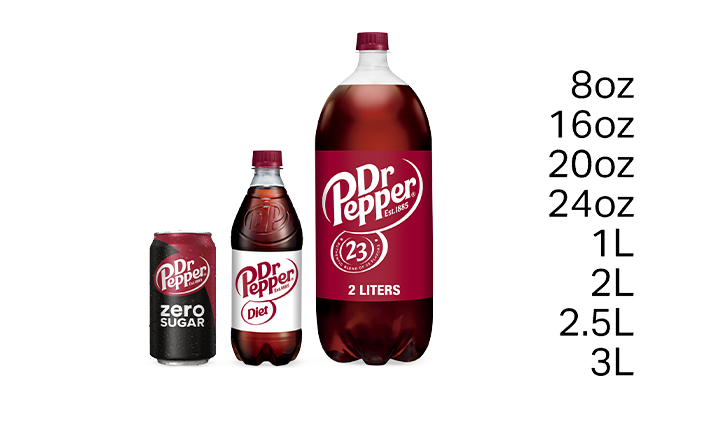 Dr
Pepper
zero
SUGAR
Dr
Pepper
Est. 1885
Diet
Dr
Pepper®
Est. 1885
23
2 LITERS
8oz
16oz
20oz
24oz
1L
2L
2.5L
3L